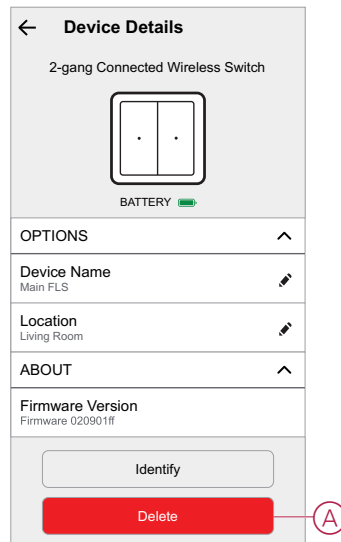 Device Details
2-gang Connected Wireless Switch
BATTERY
OPTIONS
Device Name
Main FLS
Location
Living Room
ABOUT
Firmware Version
Firmware 020901ff
Identify
Delete
A